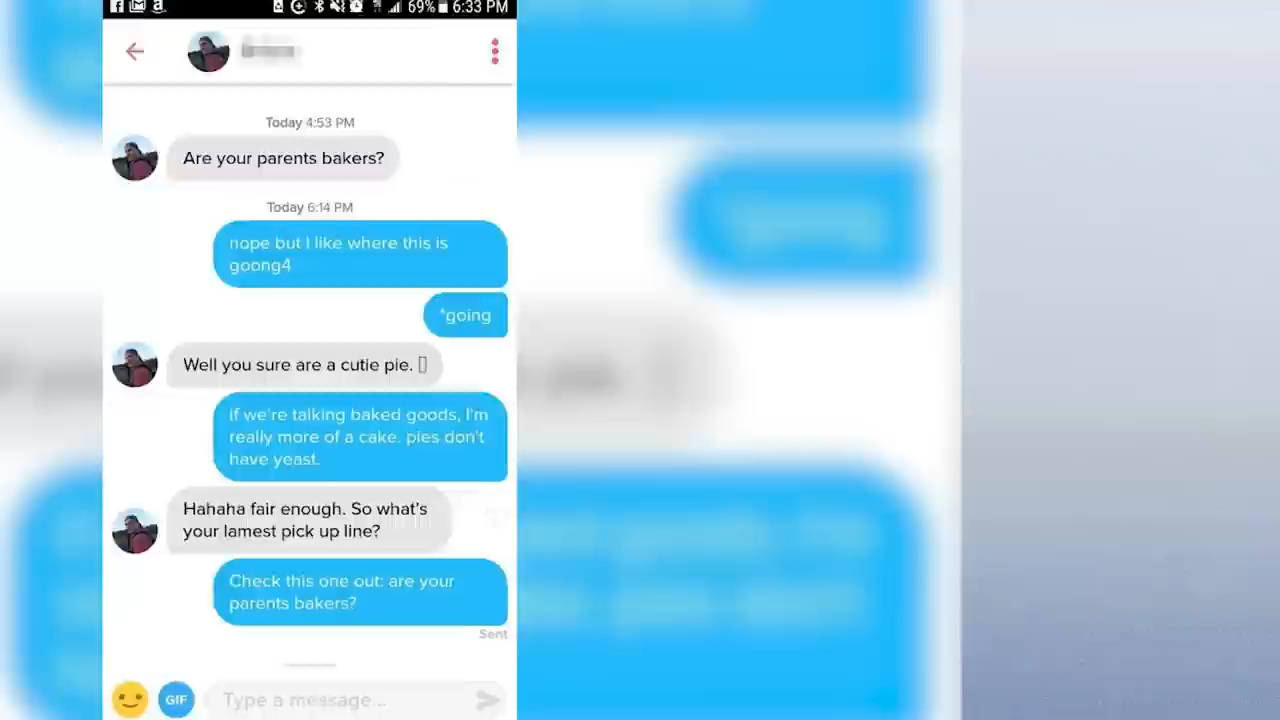 69% 6:33 PM
Today 4:53 PM
Are your parents bakers?
Today 6:14 PM
nope but I like where this is
goong4
*going
Well you sure are a cutie pie.
if we're talking baked goods, I'm
really more of a cake. pies don't
have yeast.
Hahaha fair enough. So what's
your lamest pick up line?
Check this one out: are your
parents bakers?
Sent
GIF
Type a message...